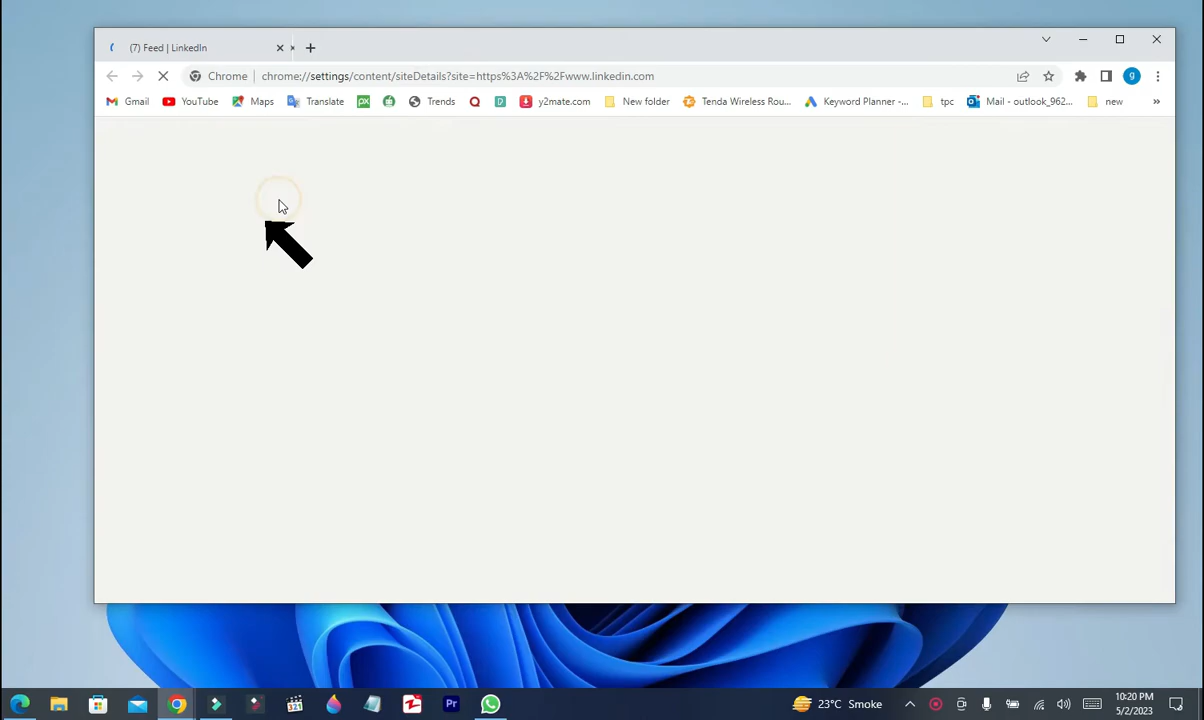 (7) Feed | LinkedIn
Chrome | chrome://settings/content/siteDetails?site=https%3A%2F%2Fwww.linkedin.com
g
Gmail YouTube Maps Translate Trends y2mate.com New folder Tenda Wireless Rou... Keyword Planner -... tpc Mail - outlook_962... new »
321 Pr 23°C Smoke 10:20 PM
5/2/2023